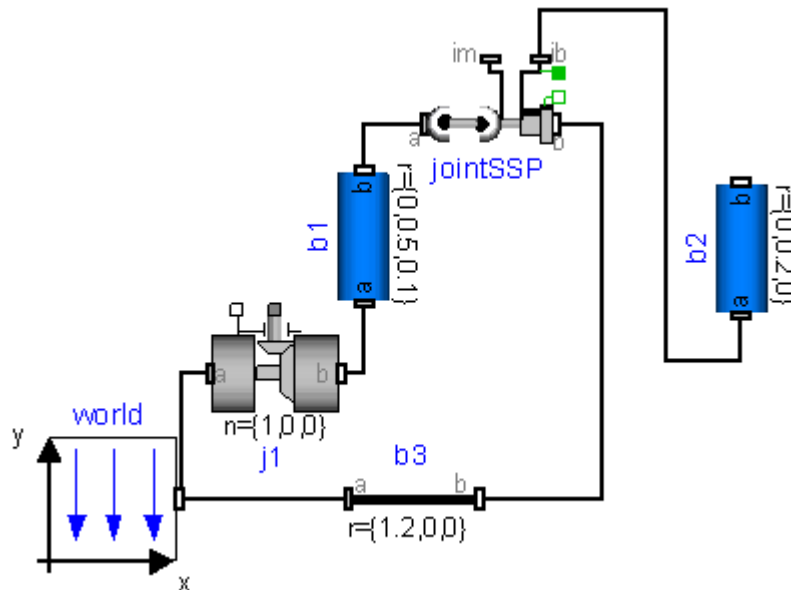 im
ib
a
b
jointSSP
b
b1
a
r={0,0.5,0.1}
b
b2
a
r={0,0.2,0}
a
b
n={1,0,0}
j1
world
y
x
b3
a
b
r={1.2,0,0}